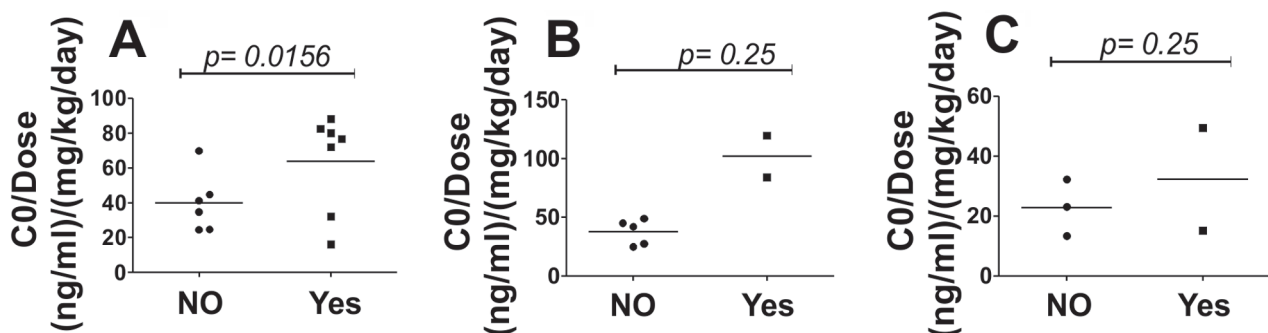 A
p= 0.0156
C0/Dose
(ng/ml)/(mg/kg/day)
100
80
60
40
20
0
NO
Yes
B
p= 0.25
C0/Dose
(ng/ml)/(mg/kg/day)
150
100
50
0
NO
Yes
C
p= 0.25
C0/Dose
(ng/ml)/(mg/kg/day)
60
40
20
0
NO
Yes